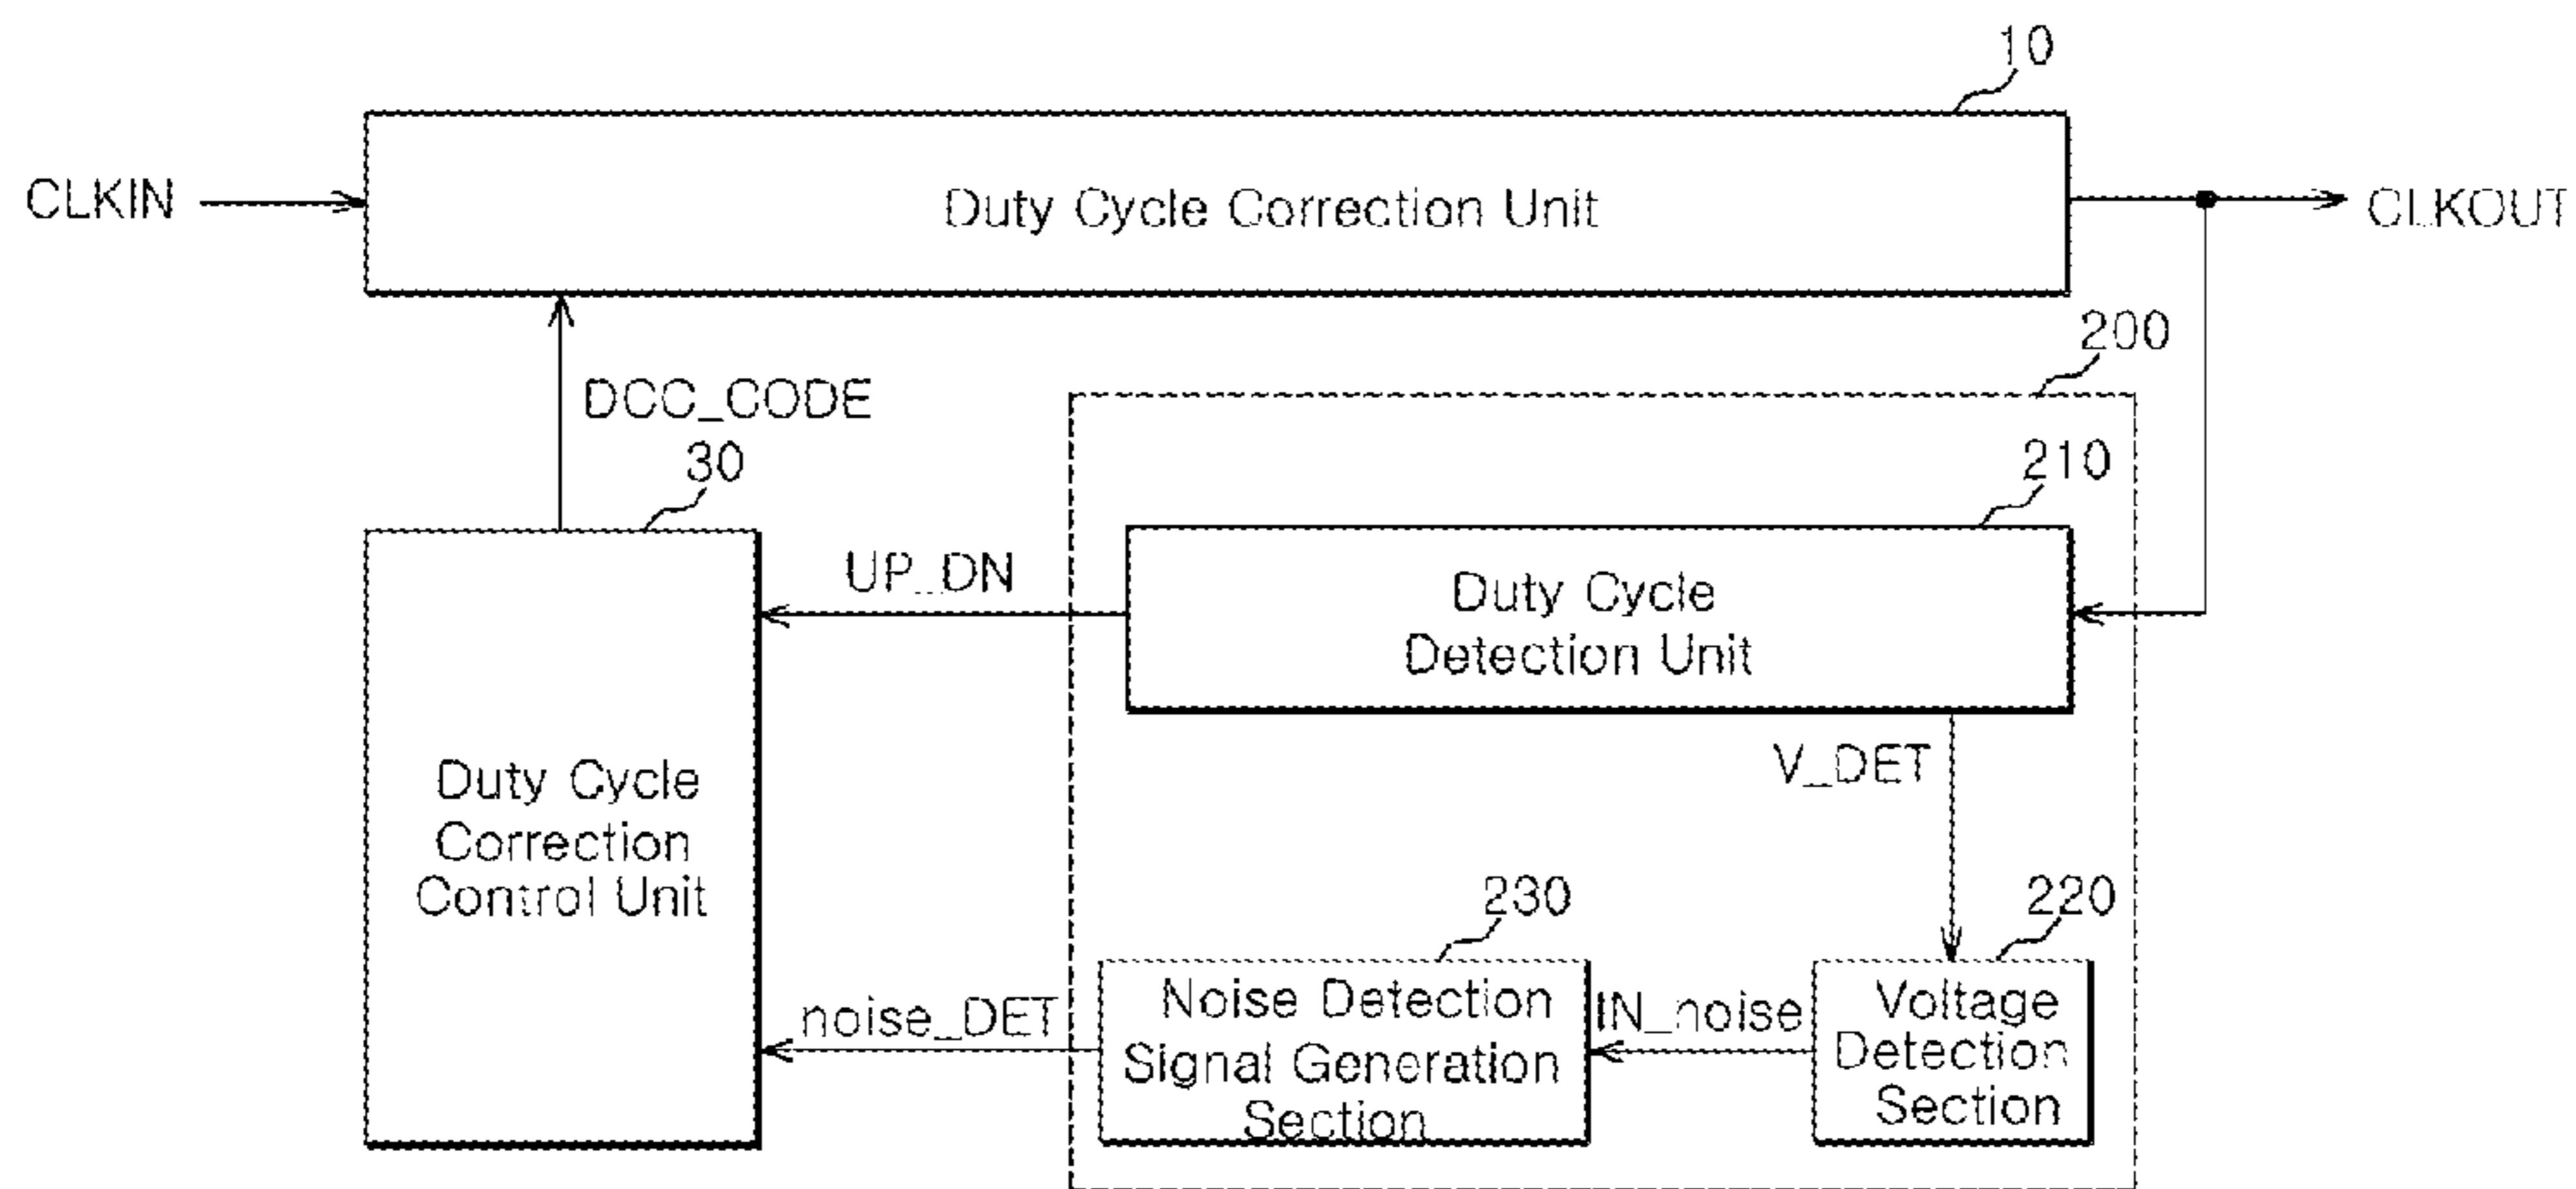 10
CLKIN
Duty Cycle Correction Unit
CLKOUT
200
DCC_CODE
30
210
UP_DN
Duty Cycle
Detection Unit
V_DET
Duty Cycle
Correction
Control Unit
230
220
noise_DET
Noise Detection
Signal Generation
Section
IN_noise
Voltage
Detection
Section